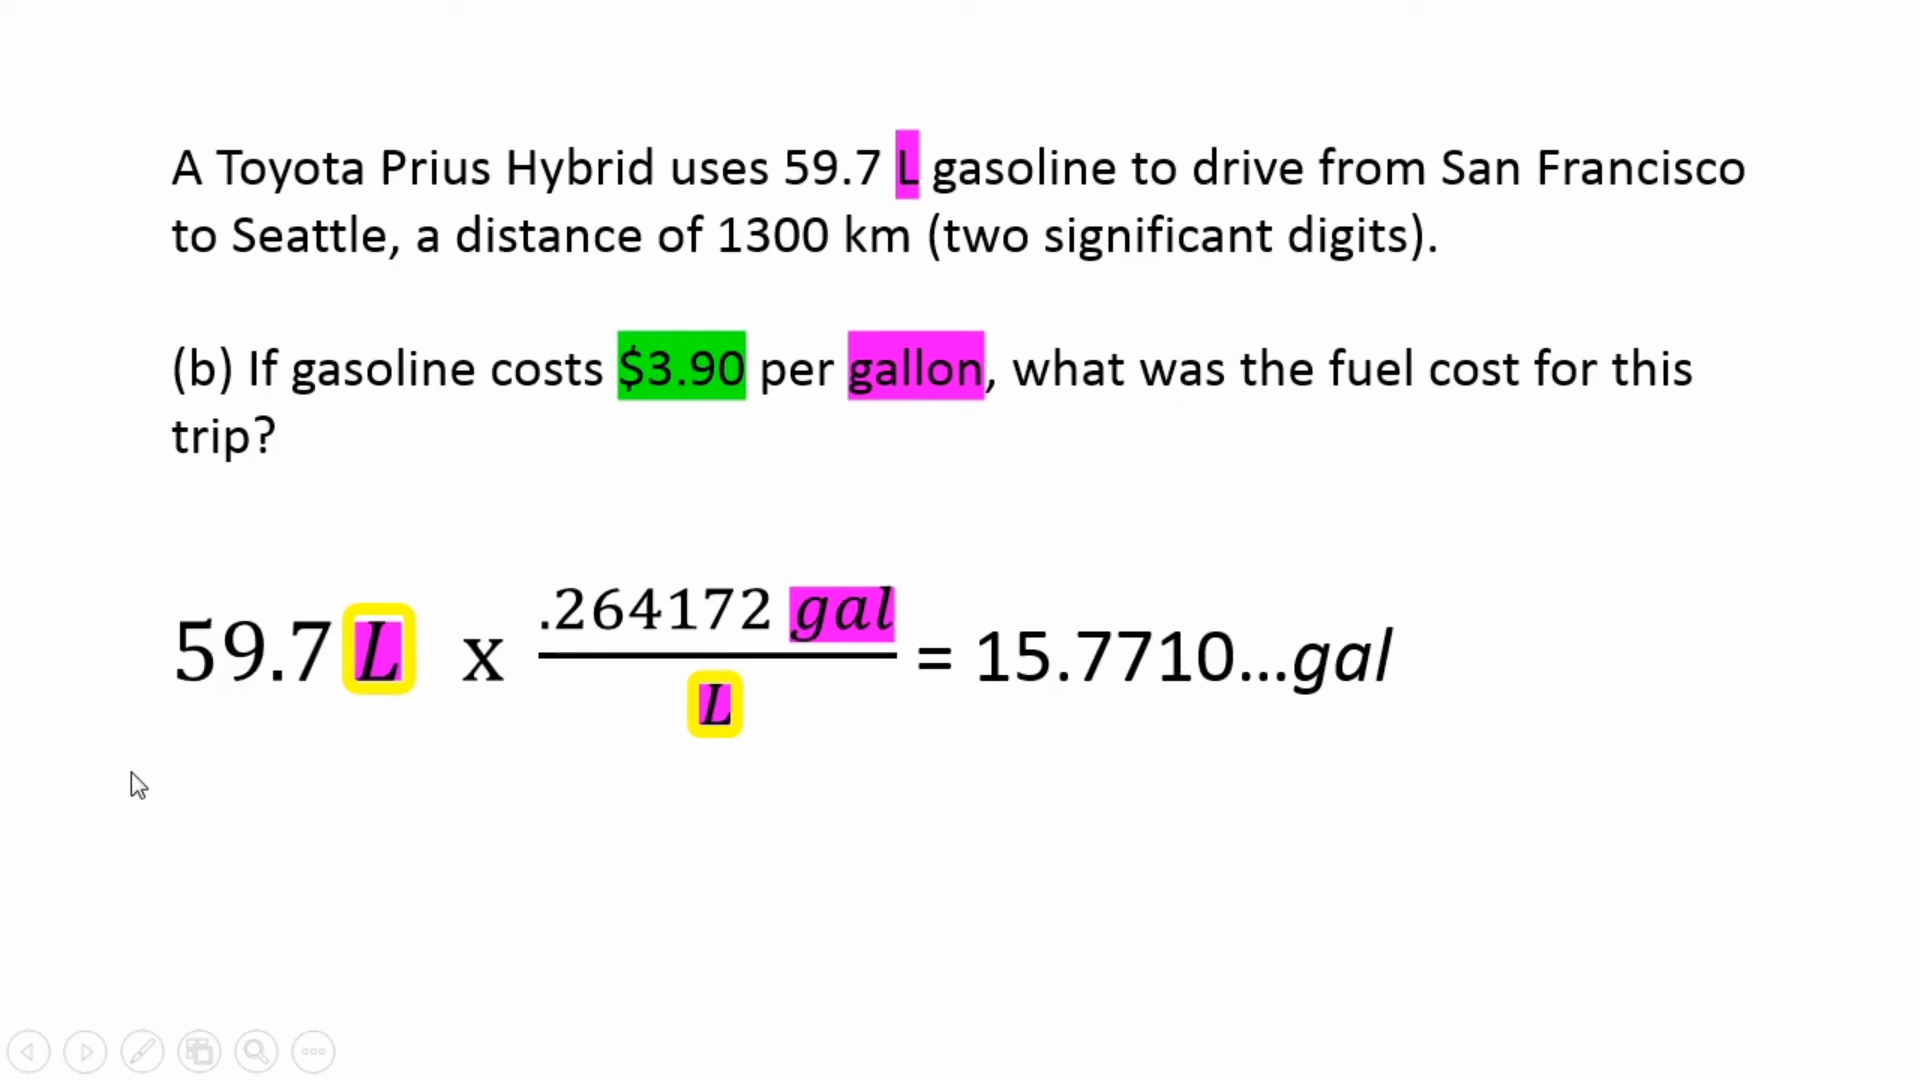 A Toyota Prius Hybrid uses 59.7 L gasoline to drive from San Francisco
to Seattle, a distance of 1300 km (two significant digits).
(b) If gasoline costs $3.90 per gallon, what was the fuel cost for this
trip?
59.7 L x .264172 gal / L = 15.7710...gal